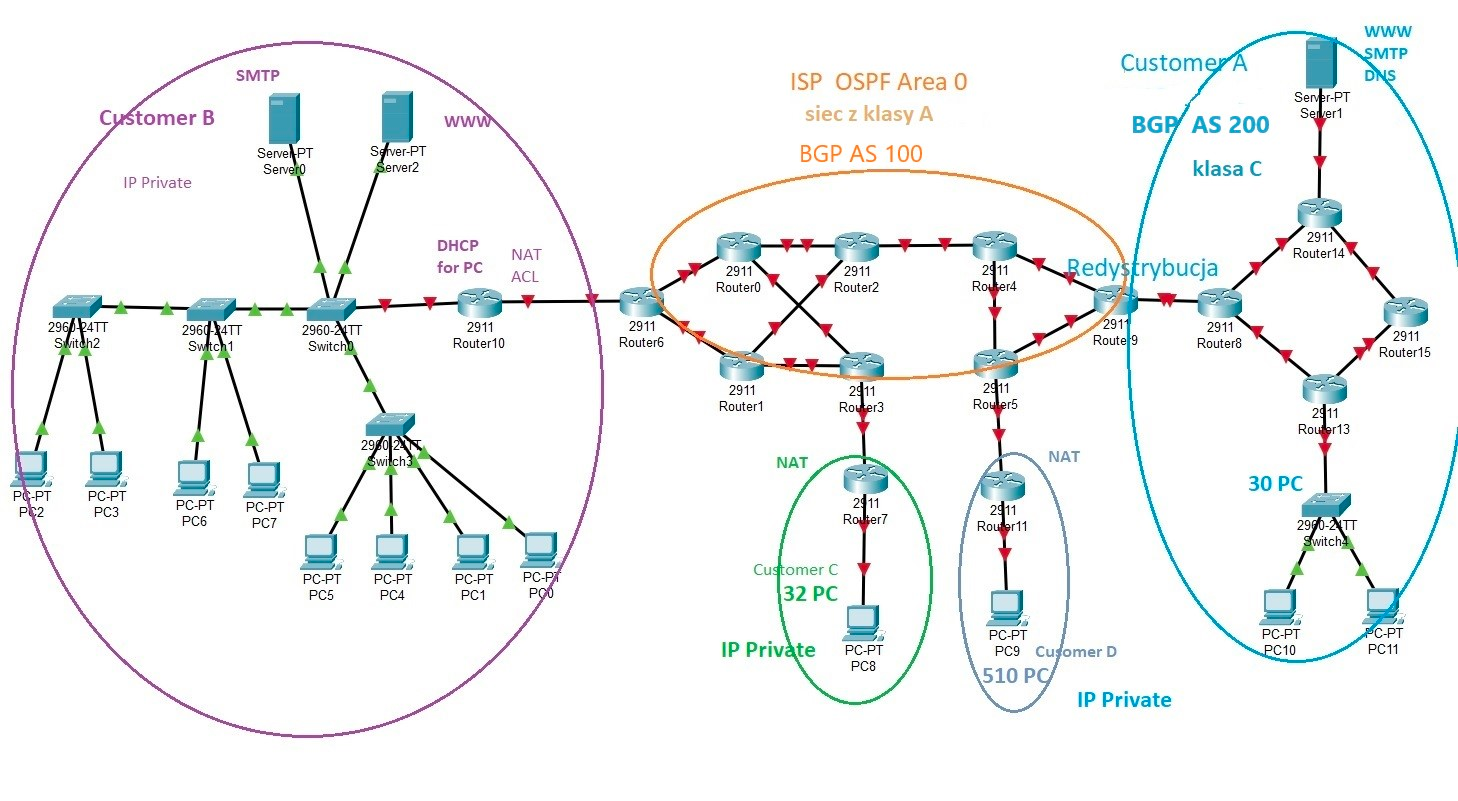 SMTP
Customer B
WWW
Server-PT
Server0
Server-PT
Server2
IP Private
DHCP
for PC
NAT
ACL
2960-24TT
Switch2
2960-24TT
Switch1
2960-24TT
Switch0
2911
Router10
2960-24TT
Switch3
PC-PT
PC2
PC-PT
PC3
PC-PT
PC6
PC-PT
PC7
PC-PT
PC5
PC-PT
PC4
PC-PT
PC1
PC-PT
PC0
ISP OSPF Area 0
siec z klasy A
BGP AS 100
2911
Router6
2911
Router0
2911
Router2
2911
Router4
2911
Router1
2911
Router3
2911
Router5
Redystrybucja
2911
Router9
NAT
2911
Router7
Customer C
32 PC
IP Private
PC-PT
PC8
NAT
2911
Router11
PC-PT
PC9
Cusomer D
510 PC
IP Private
Customer A
BGP AS 200
klasa C
WWW
SMTP
DNS
Server-PT
Server1
2911
Router14
2911
Router8
2911
Router15
2911
Router13
30 PC
2960-24TT
Switch4
PC-PT
PC10
PC-PT
PC11